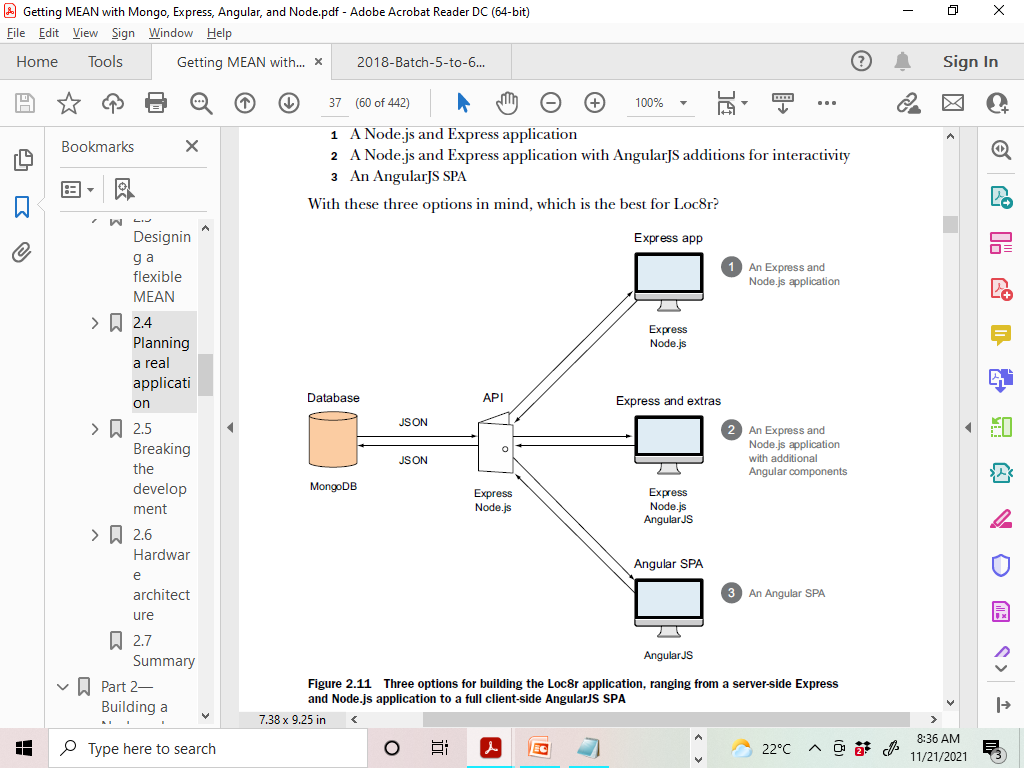 Getting MEAN with Mongo, Express, Angular, and Node.pdf - Adobe Acrobat Reader DC (64-bit)
File Edit View Sign Window Help
Home Tools Getting MEAN with... × 2018-Batch-5-to-6... Sign In
37 (60 of 442) 100%
Bookmarks
Designin
g a
flexible
MEAN
2.4
Planning
a real
applicati
on
2.5
Breaking
the
develop
ment
2.6
Hardwar
e
architect
ure
2.7
Summary
Part 2—
Building a
1 A Node.js and Express application
2 A Node.js and Express application with AngularJS additions for interactivity
3 An AngularJS SPA
With these three options in mind, which is the best for Loc8r?
Express app
1 An Express and
Node.js application
Express
Node.js
Database
API
Express and extras
JSON
JSON
MongoDB
Express
Node.js
2 An Express and
Node.js application
with additional
Angular components
Express
Node.js
AngularJS
Angular SPA
3 An Angular SPA
AngularJS
Figure 2.11 Three options for building the Loc8r application, ranging from a server-side Express
and Node.js application to a full client-side AngularJS SPA
7.38 x 9.25 in
Type here to search
22°C
2
8:36 AM
11/21/2021
3